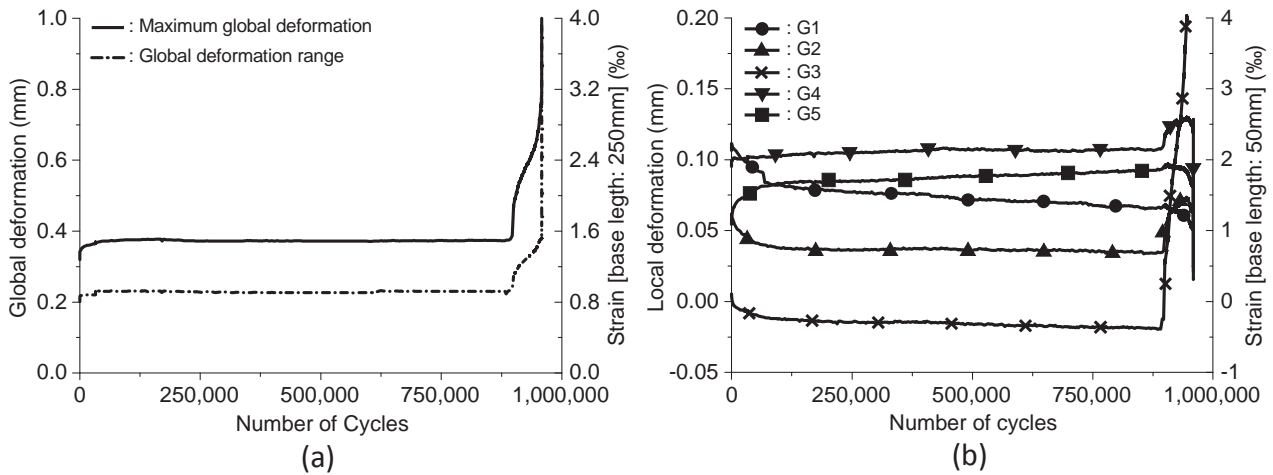 : Maximum global deformation
: Global deformation range
Global deformation (mm)
1.0
0.8
0.6
0.4
0.2
0.0
4.0
3.2
2.4
1.6
0.8
0.0
Strain [base length: 250mm] (‰)
0
250,000
500,000
750,000
1,000,000
Number of Cycles
(a)
: G1
: G2
: G3
: G4
: G5
Local deformation (mm)
0.20
0.15
0.10
0.05
0.00
-0.05
4
3
2
1
0
-1
Strain [base length: 50mm] (‰)
0
250,000
500,000
750,000
1,000,000
Number of cycles
(b)